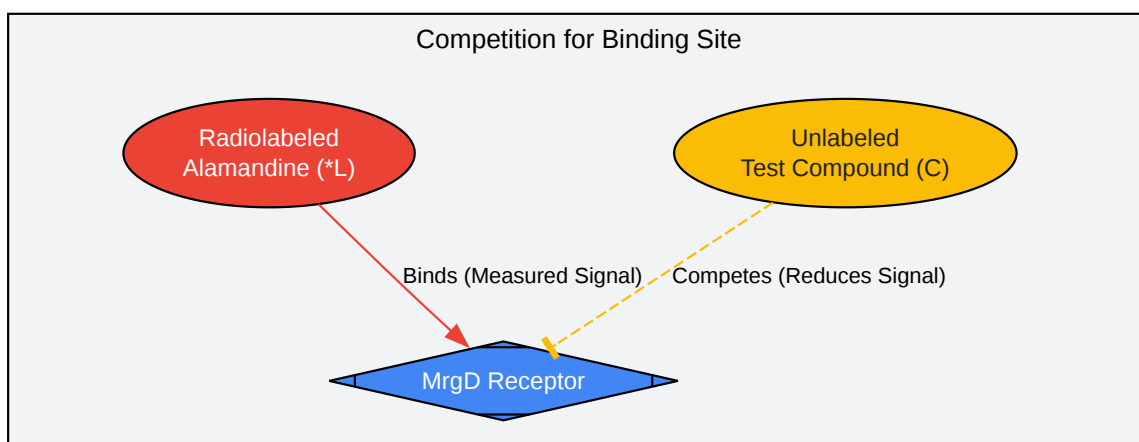 Competition for Binding Site
Radiolabeled
Alamandine (*L)
Unlabeled
Test Compound (C)
Binds (Measured Signal)
Competes (Reduces Signal)
MrgD Receptor